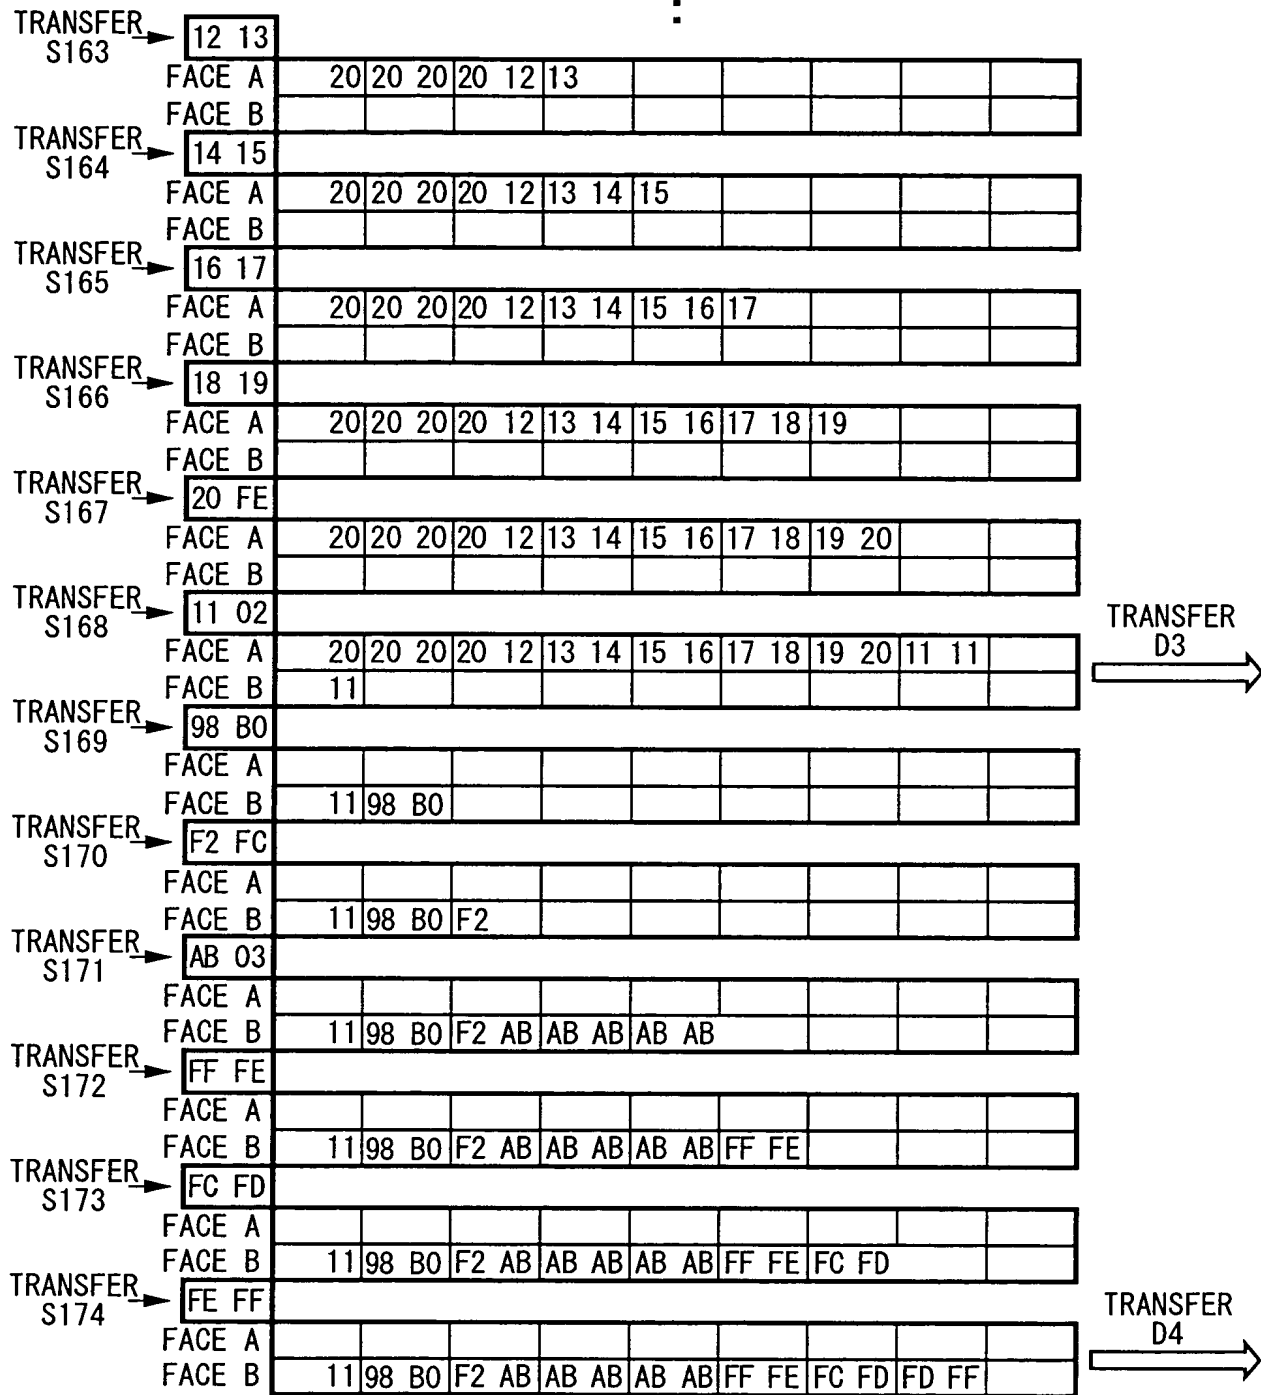 TRANSFER S163 12 13
FACE A 20 20 20 20 12 13
FACE B
TRANSFER S164 14 15
FACE A 20 20 20 20 12 13 14 15
FACE B
TRANSFER S165 16 17
FACE A 20 20 20 20 12 13 14 15 16 17
FACE B
TRANSFER S166 18 19
FACE A 20 20 20 20 12 13 14 15 16 17 18 19
FACE B
TRANSFER S167 20 FE
FACE A 20 20 20 20 12 13 14 15 16 17 18 19 20
FACE B
TRANSFER S168 11 02
FACE A 20 20 20 20 12 13 14 15 16 17 18 19 20 11 11
TRANSFER D3
FACE B 11
TRANSFER S169 98 B0
FACE A
FACE B 11 98 B0
TRANSFER S170 F2 FC
FACE A
FACE B 11 98 B0 F2
TRANSFER S171 AB 03
FACE A
FACE B 11 98 B0 F2 AB AB AB AB AB
TRANSFER S172 FF FE
FACE A
FACE B 11 98 B0 F2 AB AB AB AB AB FF FE
TRANSFER S173 FC FD
FACE A
FACE B 11 98 B0 F2 AB AB AB AB AB FF FE FC FD
TRANSFER S174 FE FF
FACE A
TRANSFER D4
FACE B 11 98 B0 F2 AB AB AB AB AB FF FE FC FD FD FF